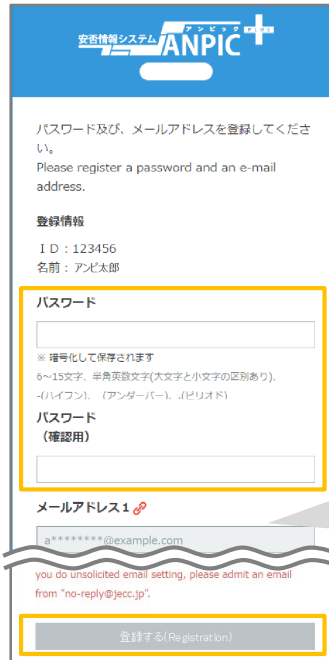 アンピック プラス
安否情報システム ANPIC+
パスワード及び、メールアドレスを登録してくださ
い。
Please register a password and an e-mail
address.
登録情報
ＩＤ：123456
名前：アンピ太郎
パスワード
※ 暗号化して保存されます
6～15文字、半角英数文字(大文字と小文字の区別あり)、
-(ハイフン)、_(アンダーバー)、.(ピリオド)
パスワード
（確認用）
メールアドレス１
a********@example.com
you do unsolicited email setting, please admit an email
from "no-reply@jecc.jp".
登録する(Registration)